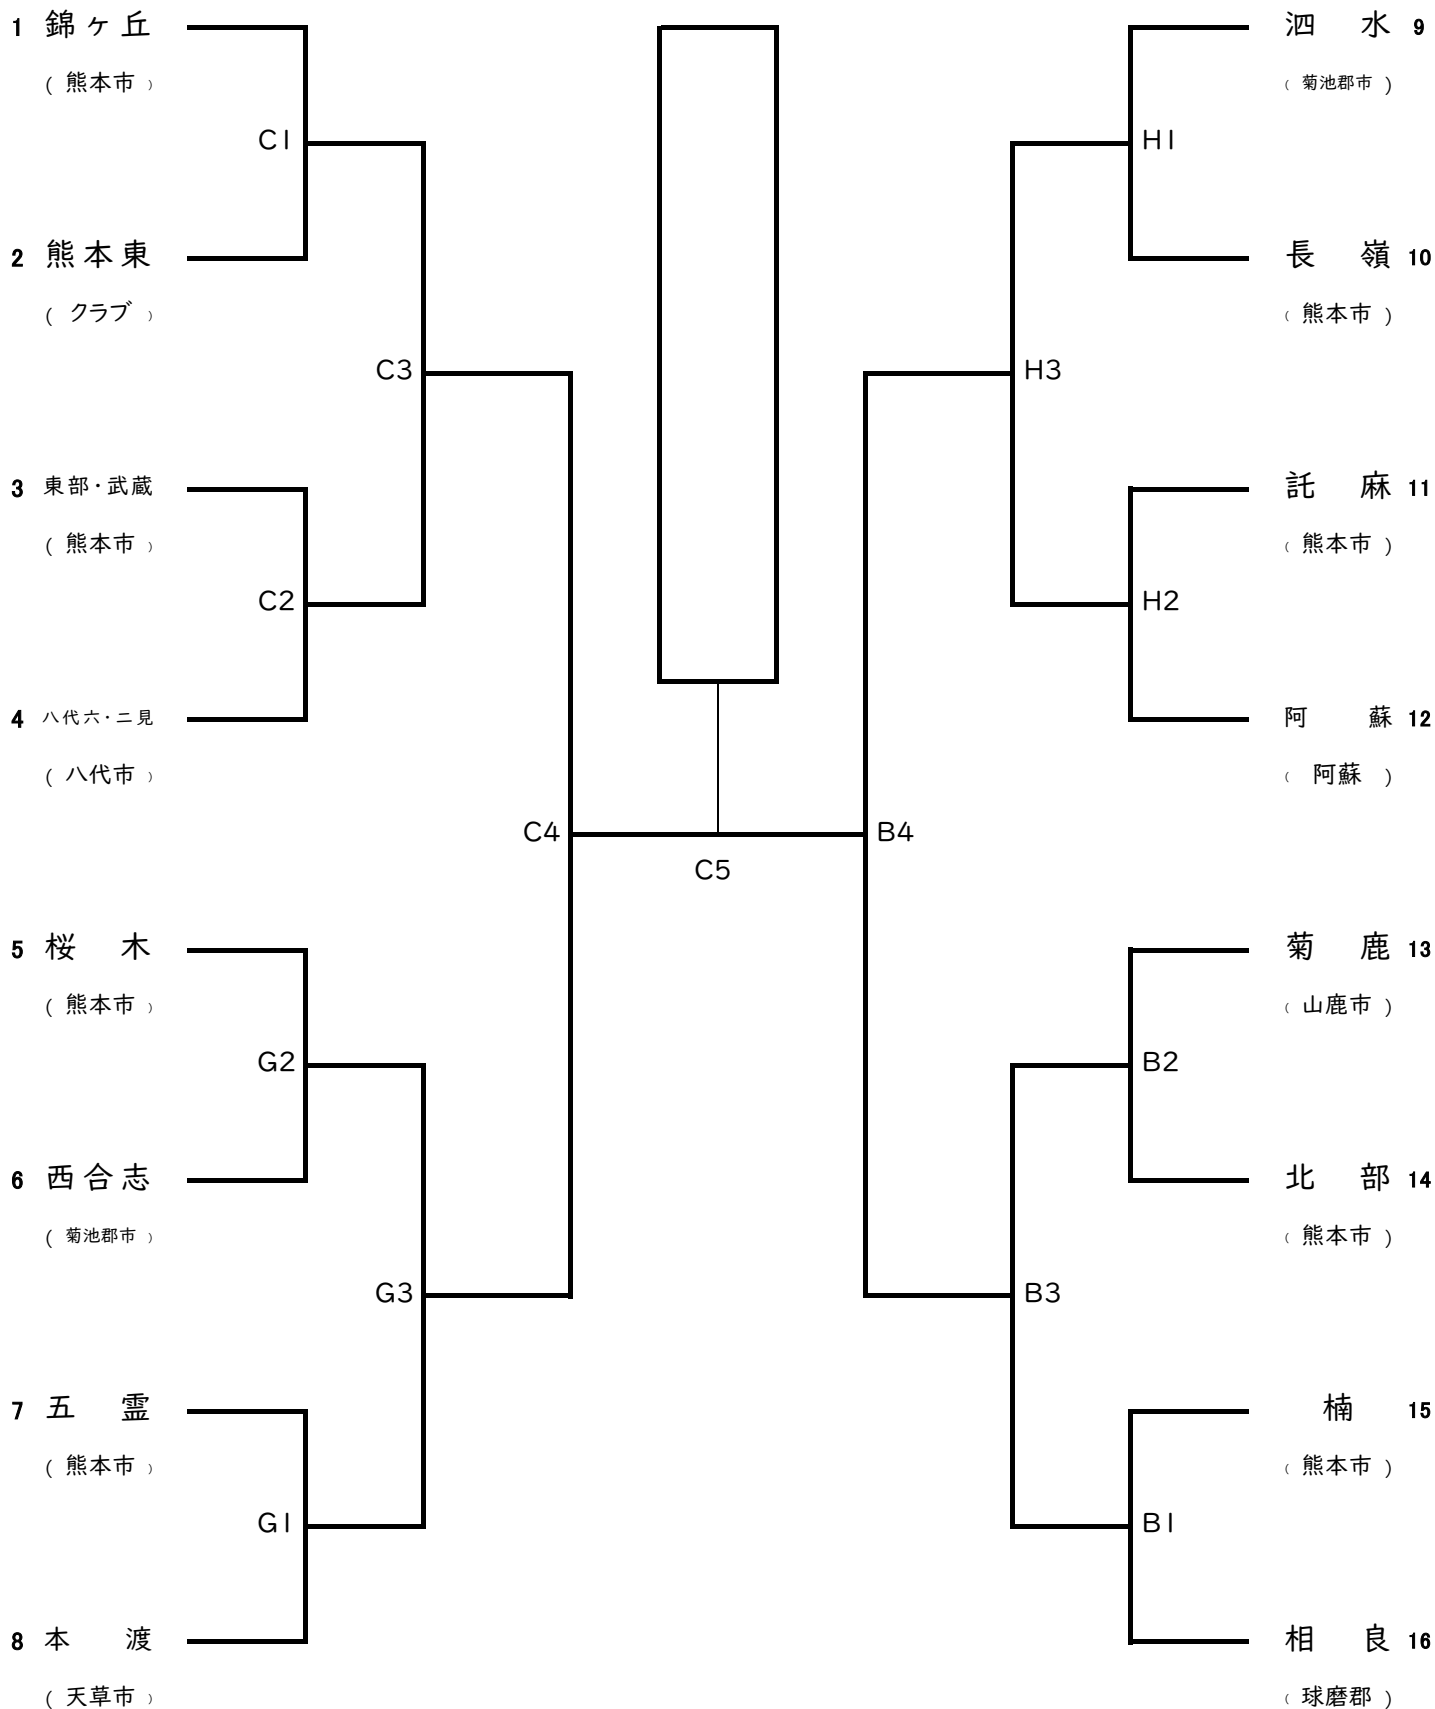 1 錦ヶ丘
( 熊本市 )
C1
2 熊本東
( クラブ )
C3
3 東部・武蔵
( 熊本市 )
C2
4 八代六・二見
( 八代市 )
C4
5 桜 木
( 熊本市 )
G2
6 西合志
( 菊池郡市 )
G3
7 五 霊
( 熊本市 )
G1
8 本 渡
( 天草市 )
C5
泗 水 9
( 菊池郡市 )
H1
長 嶺 10
( 熊本市 )
H3
託 麻 11
( 熊本市 )
H2
阿 蘇 12
( 阿蘇 )
B4
菊 鹿 13
( 山鹿市 )
B2
北 部 14
( 熊本市 )
B3
楠 15
( 熊本市 )
B1
相 良 16
( 球磨郡 )